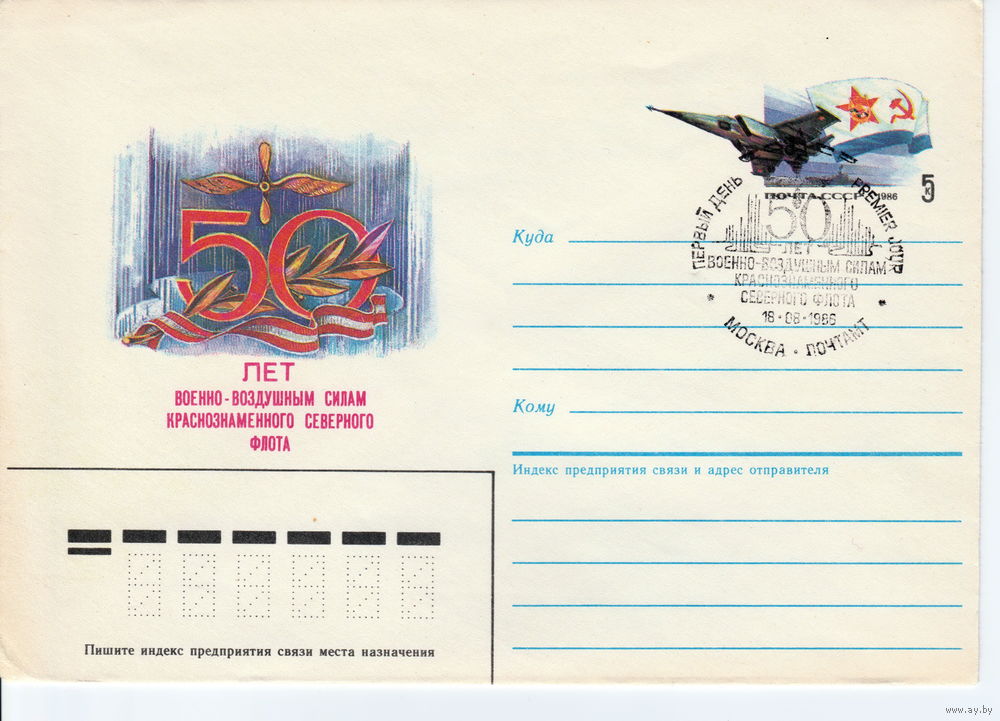 ПОЧТА СССР 1986
5 к
ПЕРВЫЙ ДЕНЬ
PREMIER JOUR
50
ЛЕТ
ВОЕННО-ВОЗДУШНЫМ СИЛАМ
КРАСНОЗНАМЕННОГО
СЕВЕРНОГО ФЛОТА
18·08·1986
МОСКВА · ПОЧТАМТ
50
ЛЕТ
ВОЕННО-ВОЗДУШНЫМ СИЛАМ
КРАСНОЗНАМЕННОГО СЕВЕРНОГО
ФЛОТА
Куда
Кому
Индекс предприятия связи и адрес отправителя
Пишите индекс предприятия связи места назначения
www.ay.by